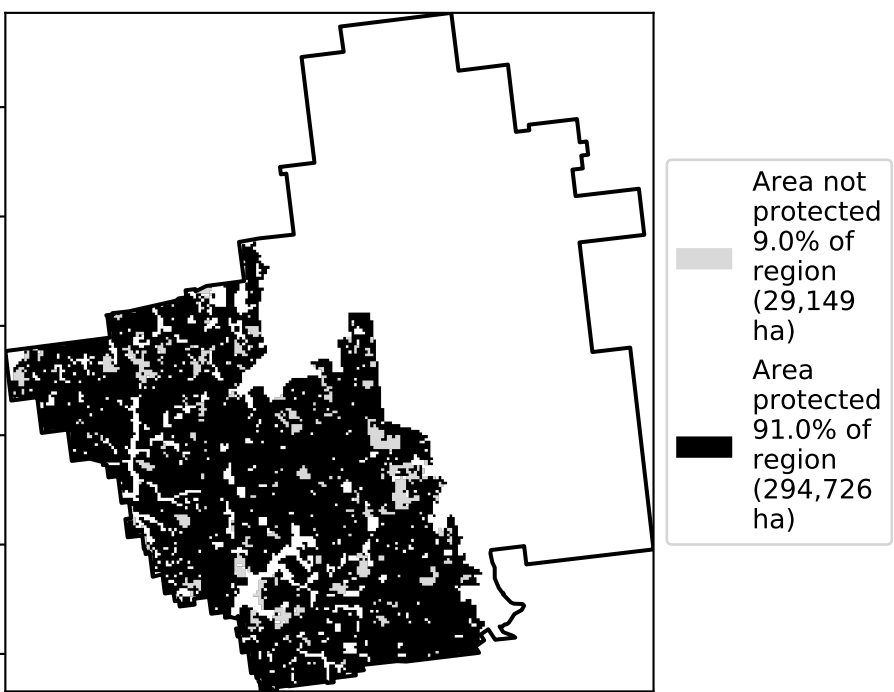 Area not
protected
9.0% of
region
(29,149
ha)
Area
protected
91.0% of
region
(294,726
ha)